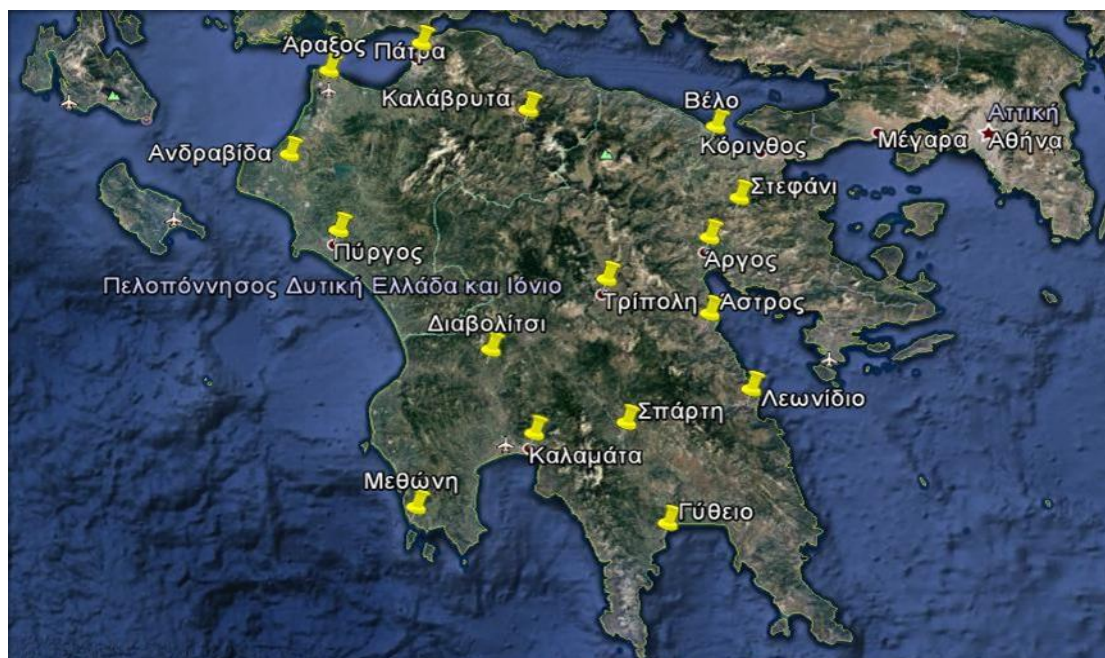 Άραξος
Πάτρα
Καλάβρυτα
Βέλο
Αττική
Ανδραβίδα
Κόρινθος
Μέγαρα
Αθήνα
Στεφάνι
Πύργος
Άργος
Πελοπόννησος Δυτική Ελλάδα και Ιόνιο
Τρίπολη
Άστρος
Διαβολίτσι
Λεωνίδιο
Σπάρτη
Καλαμάτα
Μεθώνη
Γύθειο